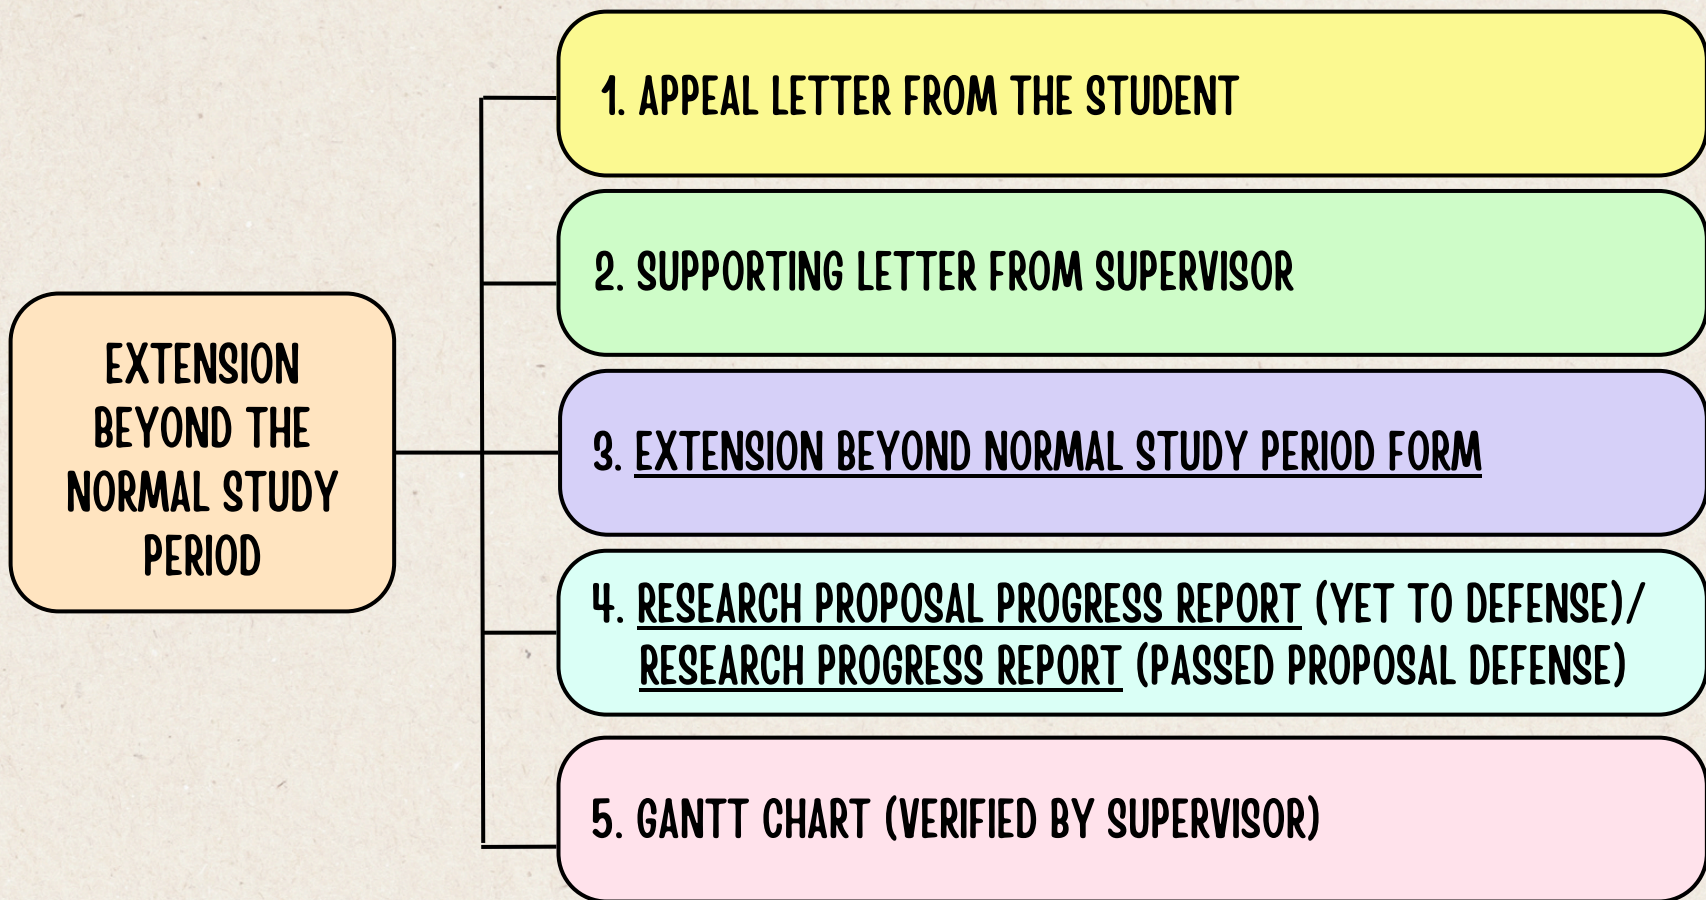 EXTENSION
BEYOND THE
NORMAL STUDY
PERIOD
1. APPEAL LETTER FROM THE STUDENT
2. SUPPORTING LETTER FROM SUPERVISOR
3. EXTENSION BEYOND NORMAL STUDY PERIOD FORM
4. RESEARCH PROPOSAL PROGRESS REPORT (YET TO DEFENSE)/
RESEARCH PROGRESS REPORT (PASSED PROPOSAL DEFENSE)
5. GANTT CHART (VERIFIED BY SUPERVISOR)